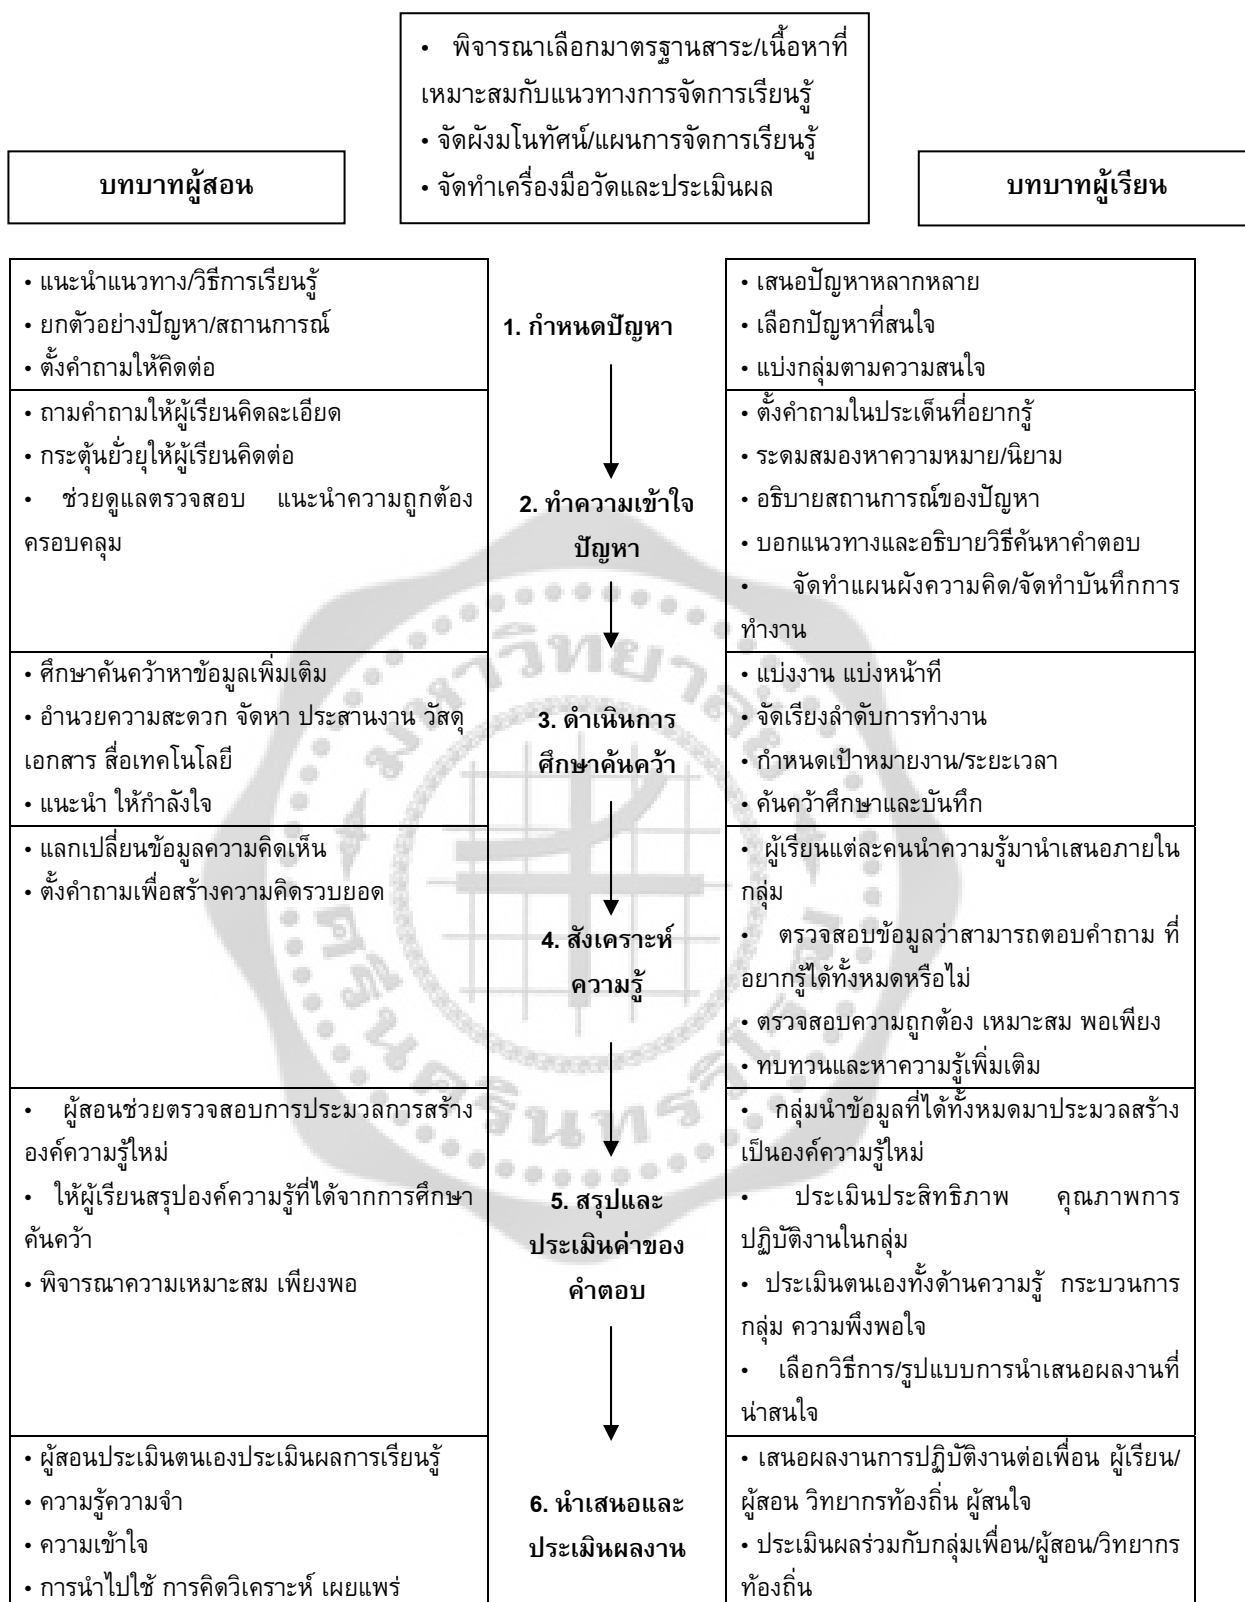 • พิจารณาเลือกมาตรฐานสาระ/เนื้อหาที่
เหมาะสมกับแนวทางการจัดการเรียนรู้
• จัดผังมโนทัศน์/แผนการจัดการเรียนรู้
• จัดทำเครื่องมือวัดและประเมินผล
บทบาทผู้สอน
บทบาทผู้เรียน
• แนะนำแนวทาง/วิธีการเรียนรู้
• ยกตัวอย่างปัญหา/สถานการณ์
• ตั้งคำถามให้คิดต่อ
1. กำหนดปัญหา
• เสนอปัญหาหลากหลาย
• เลือกปัญหาที่สนใจ
• แบ่งกลุ่มตามความสนใจ
• ถามคำถามให้ผู้เรียนคิดละเอียด
• กระตุ้นยั่วยุให้ผู้เรียนคิดต่อ
• ช่วยดูแลตรวจสอบ แนะนำความถูกต้อง
ครอบคลุม
2. ทำความเข้าใจ
ปัญหา
• ตั้งคำถามในประเด็นที่อยากรู้
• ระดมสมองหาความหมาย/นิยาม
• อธิบายสถานการณ์ของปัญหา
• บอกแนวทางและอธิบายวิธีค้นหาคำตอบ
• จัดทำแผนผังความคิด/จัดทำบันทึกการ
ทำงาน
• ศึกษาค้นคว้าหาข้อมูลเพิ่มเติม
• อำนวยความสะดวก จัดหา ประสานงาน วัสดุ
เอกสาร สื่อเทคโนโลยี
• แนะนำ ให้กำลังใจ
3. ดำเนินการ
ศึกษาค้นคว้า
• แบ่งงาน แบ่งหน้าที่
• จัดเรียงลำดับการทำงาน
• กำหนดเป้าหมายงาน/ระยะเวลา
• ค้นคว้าศึกษาและบันทึก
• แลกเปลี่ยนข้อมูลความคิดเห็น
• ตั้งคำถามเพื่อสร้างความคิดรวบยอด
4. สังเคราะห์
ความรู้
• ผู้เรียนแต่ละคนนำความรู้มานำเสนอภายใน
กลุ่ม
• ตรวจสอบข้อมูลว่าสามารถตอบคำถาม ที่
อยากรู้ได้ทั้งหมดหรือไม่
• ตรวจสอบความถูกต้อง เหมาะสม พอเพียง
• ทบทวนและหาความรู้เพิ่มเติม
• ผู้สอนช่วยตรวจสอบการประมวลการสร้าง
องค์ความรู้ใหม่
• ให้ผู้เรียนสรุปองค์ความรู้ที่ได้จากการศึกษา
ค้นคว้า
• พิจารณาความเหมาะสม เพียงพอ
5. สรุปและ
ประเมินค่าของ
คำตอบ
• กลุ่มนำข้อมูลที่ได้ทั้งหมดมาประมวลสร้าง
เป็นองค์ความรู้ใหม่
• ประเมินประสิทธิภาพ คุณภาพการ
ปฏิบัติงานในกลุ่ม
• ประเมินตนเองทั้งด้านความรู้ กระบวนการ
กลุ่ม ความพึงพอใจ
• เลือกวิธีการ/รูปแบบการนำเสนอผลงานที่
น่าสนใจ
• ผู้สอนประเมินตนเองประเมินผลการเรียนรู้
• ความรู้ความจำ
• ความเข้าใจ
• การนำไปใช้ การคิดวิเคราะห์ เผยแพร่
6. นำเสนอและ
ประเมินผลงาน
• เสนอผลงานการปฏิบัติงานต่อเพื่อน ผู้เรียน/
ผู้สอน วิทยากรท้องถิ่น ผู้สนใจ
• ประเมินผลร่วมกับกลุ่มเพื่อน/ผู้สอน/วิทยากร
ท้องถิ่น
มหาวิทยาลัย
ศรีนครินทรวิโรฒ